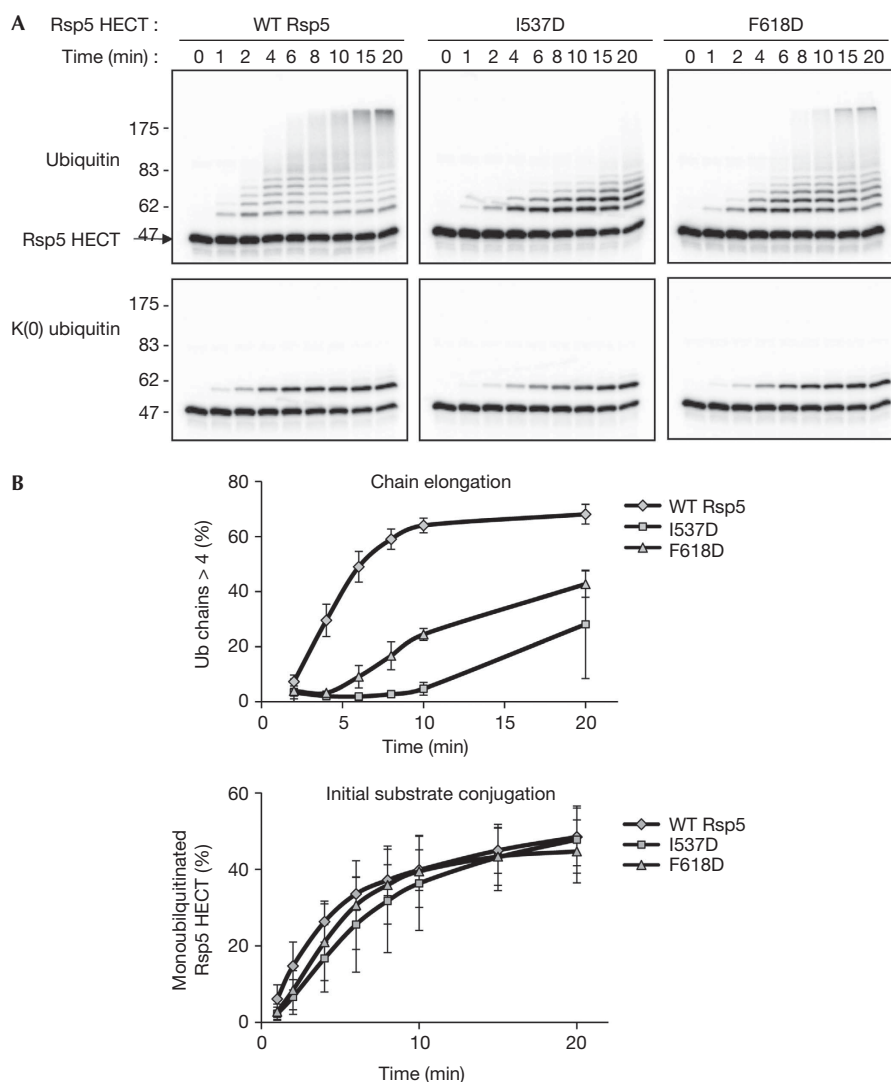 A
Rsp5 HECT : WT Rsp5 I537D F618D
Time (min) : 0 1 2 4 6 8 10 15 20 0 1 2 4 6 8 10 15 20 0 1 2 4 6 8 10 15 20
175 -
Ubiquitin
83 -
62 -
Rsp5 HECT 47
175 -
K(0) ubiquitin
83 -
62 -
47 -
B
Chain elongation
80
60
40
20
0
Ub chains > 4 (%)
0 5 10 15 20
Time (min)
WT Rsp5
I537D
F618D
Initial substrate conjugation
60
40
20
0
Monoubilquitinated
Rsp5 HECT (%)
0 10 20
Time (min)
WT Rsp5
I537D
F618D